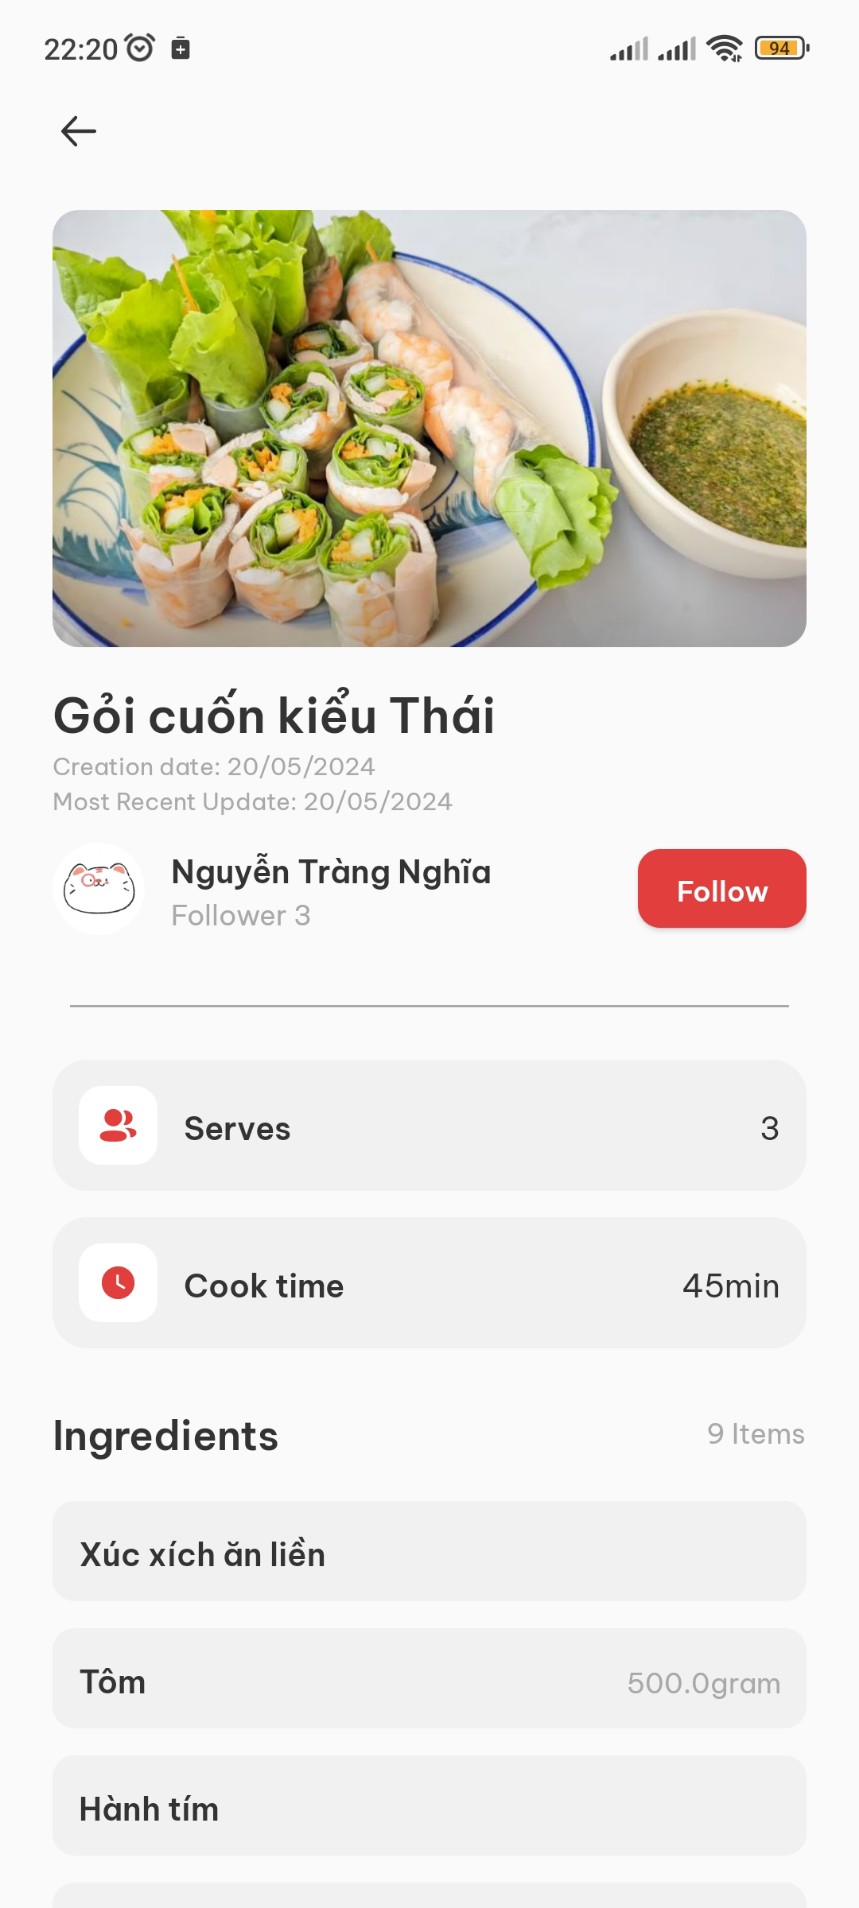 22:20
94
Gỏi cuốn kiểu Thái
Creation date: 20/05/2024
Most Recent Update: 20/05/2024
Nguyễn Tràng Nghĩa
Follower 3
Follow
Serves
3
Cook time
45min
Ingredients
9 Items
Xúc xích ăn liền
Tôm
500.0gram
Hành tím